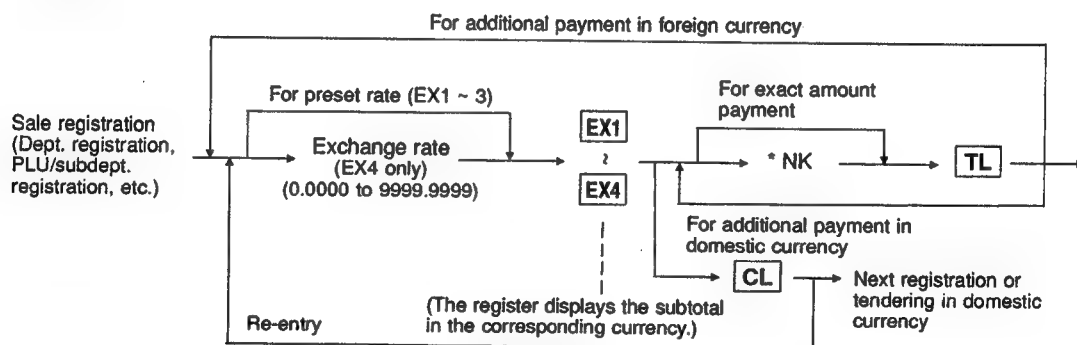 For additional payment in foreign currency
For preset rate (EX1 ~ 3)
For exact amount
payment
Sale registration
(Dept. registration,
PLU/subdept.
registration, etc.)
Exchange rate
(EX4 only)
(0.0000 to 9999.9999)
EX1
~
EX4
* NK
TL
For additional payment in
domestic currency
CL
Next registration or
tendering in domestic
currency
(The register displays the subtotal
in the corresponding currency.)
Re-entry